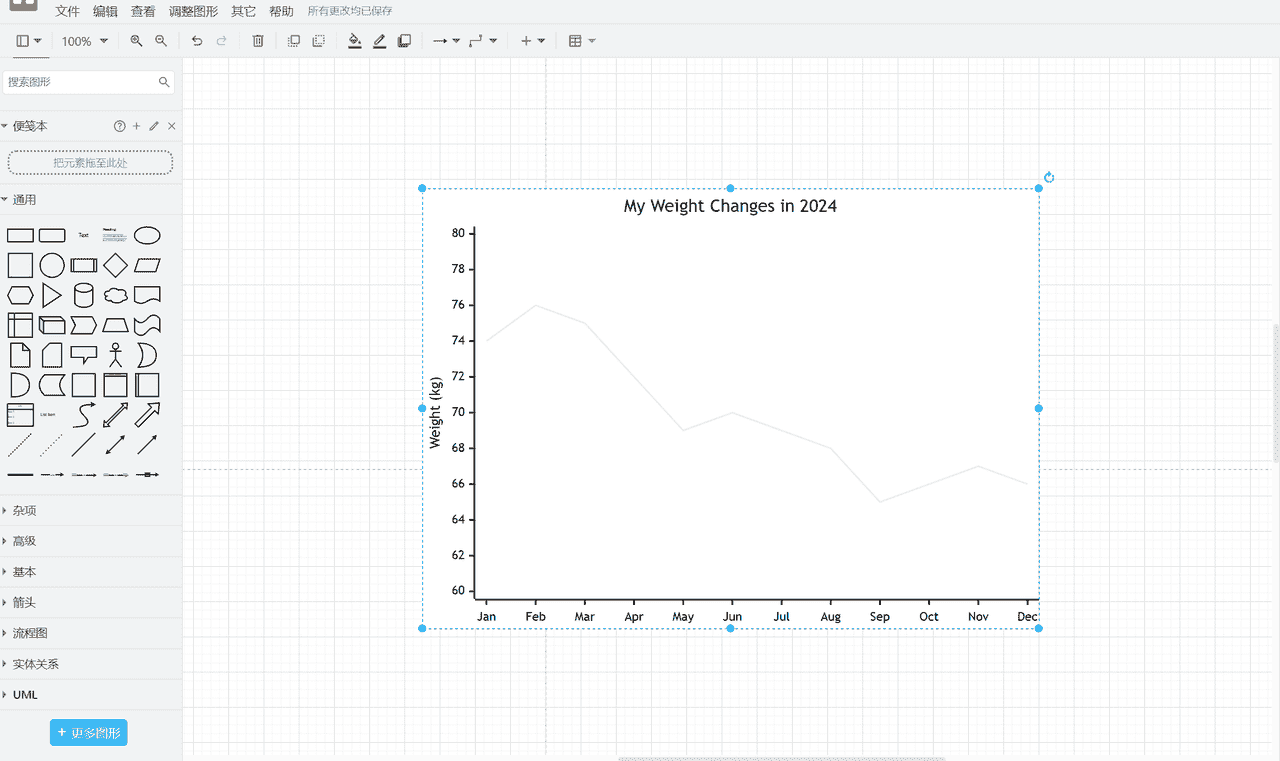 文件 编辑 查看 调整图形 其它 帮助 所有更改均已保存
100%
搜索图形
便笺本
把元素拖至此处
通用
Text
Heading
List Item
杂项
高级
基本
箭头
流程图
实体关系
UML
+ 更多图形
My Weight Changes in 2024
Weight (kg)
80
78
76
74
72
70
68
66
64
62
60
Jan Feb Mar Apr May Jun Jul Aug Sep Oct Nov Dec